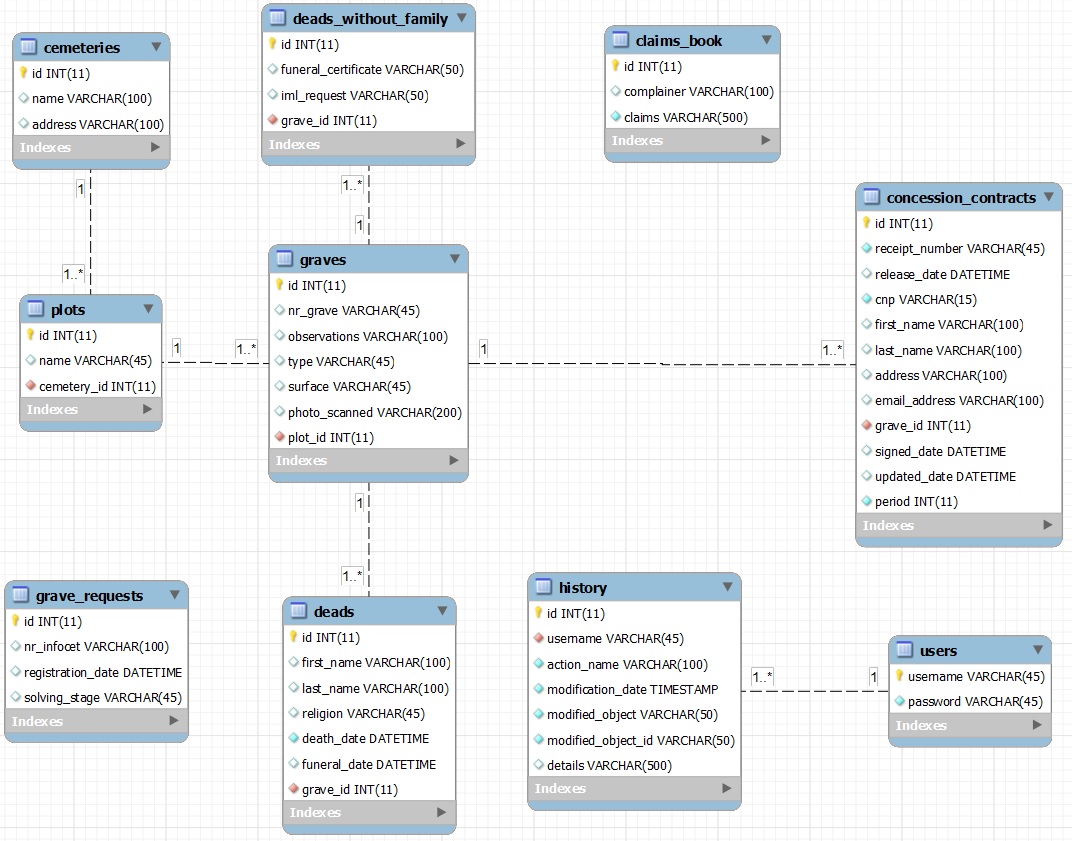 cemeteries
id INT(11)
name VARCHAR(100)
address VARCHAR(100)
Indexes
deads_without_family
id INT(11)
funeral_certificate VARCHAR(50)
iml_request VARCHAR(50)
grave_id INT(11)
Indexes
claims_book
id INT(11)
complainer VARCHAR(100)
claims VARCHAR(500)
Indexes
1
1..*
1..*
1
plots
id INT(11)
name VARCHAR(45)
cemetery_id INT(11)
Indexes
1
1..*
graves
id INT(11)
nr_grave VARCHAR(45)
observations VARCHAR(100)
type VARCHAR(45)
surface VARCHAR(45)
photo_scanned VARCHAR(200)
plot_id INT(11)
Indexes
1
1..*
concession_contracts
id INT(11)
receipt_number VARCHAR(45)
release_date DATETIME
cnp VARCHAR(15)
first_name VARCHAR(100)
last_name VARCHAR(100)
address VARCHAR(100)
email_address VARCHAR(100)
grave_id INT(11)
signed_date DATETIME
updated_date DATETIME
period INT(11)
Indexes
1
1..*
grave_requests
id INT(11)
nr_infocet VARCHAR(100)
registration_date DATETIME
solving_stage VARCHAR(45)
Indexes
deads
id INT(11)
first_name VARCHAR(100)
last_name VARCHAR(100)
religion VARCHAR(45)
death_date DATETIME
funeral_date DATETIME
grave_id INT(11)
Indexes
history
id INT(11)
username VARCHAR(45)
action_name VARCHAR(100)
modification_date TIMESTAMP
modified_object VARCHAR(50)
modified_object_id VARCHAR(50)
details VARCHAR(500)
Indexes
1..*
1
users
username VARCHAR(45)
password VARCHAR(45)
Indexes